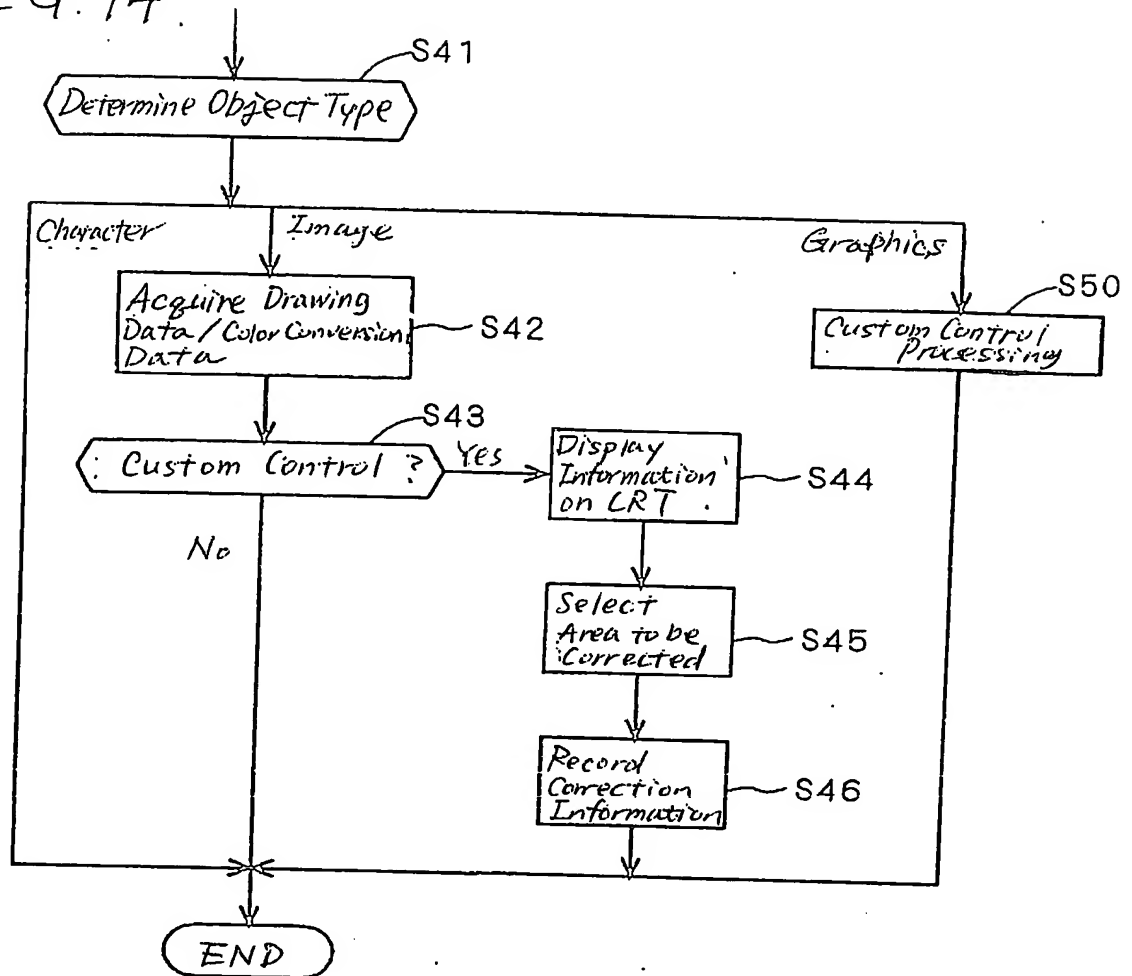 9.14.
S41
Determine Object Type
Character
Image
Graphics
Acquire Drawing
Data/Color Conversion
Data
S42
S50
Custom Control
Processing
S43
Custom Control ?
Yes
Display
Information
on CRT.
S44
No
Select
Area to be
Corrected
S45
Record
Correction
Information
S46
END